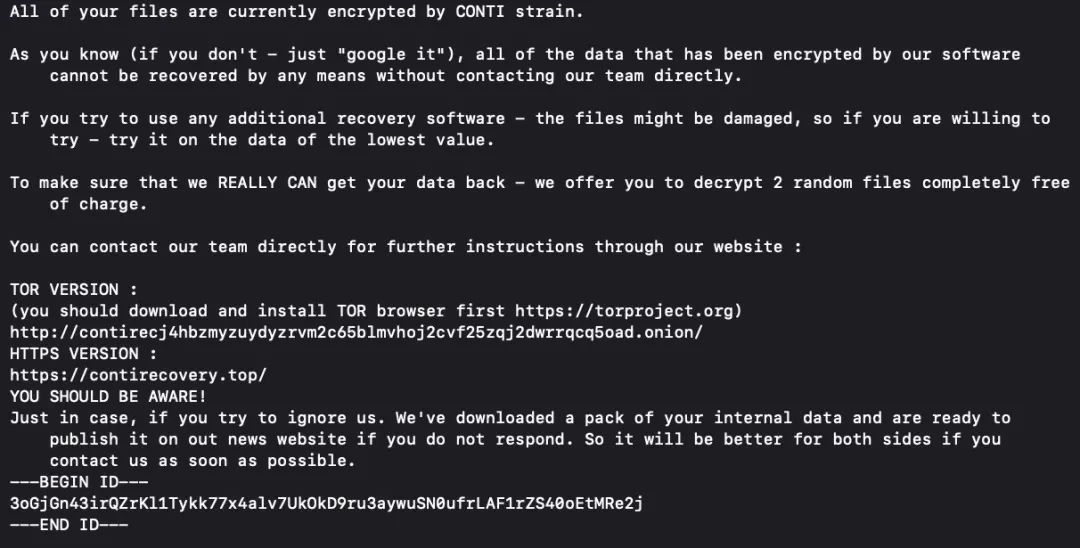 All of your files are currently encrypted by CONTI strain.
As you know (if you don't – just "google it"), all of the data that has been encrypted by our software
cannot be recovered by any means without contacting our team directly.
If you try to use any additional recovery software – the files might be damaged, so if you are willing to
try – try it on the data of the lowest value.
To make sure that we REALLY CAN get your data back – we offer you to decrypt 2 random files completely free
of charge.
You can contact our team directly for further instructions through our website :
TOR VERSION :
(you should download and install TOR browser first https://torproject.org)
http://contirecj4hbzmyzuydyzrvm2c65blmvhoj2cvf25zqj2dwrrqcq5oad.onion/
HTTPS VERSION :
https://contirecovery.top/
YOU SHOULD BE AWARE!
Just in case, if you try to ignore us. We've downloaded a pack of your internal data and are ready to
publish it on out news website if you do not respond. So it will be better for both sides if you
contact us as soon as possible.
---BEGIN ID---
3oGjGn43irQZrKl1Tykk77x4alv7UkOkD9ru3aywuSN0ufrLAF1rZS40oEtMRe2j
---END ID---